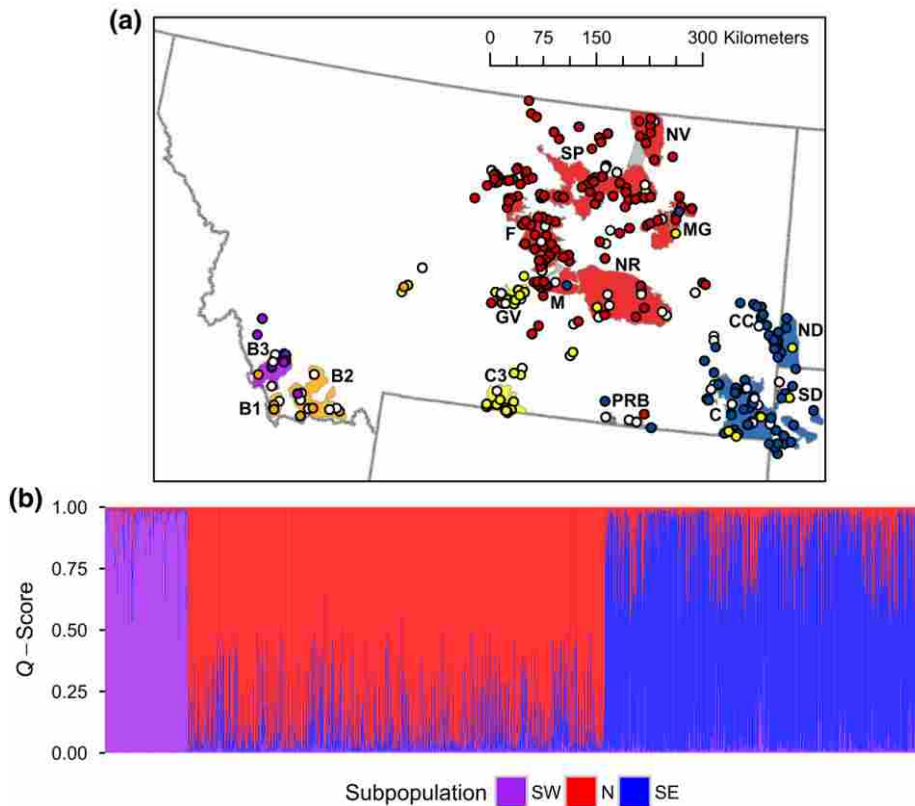 (a)
0 75 150 300 Kilometers
NV
SP
F
MG
NR
M
GV
CC
ND
B3
B2
C3
B1
PRB
C
SD
(b)
1.00
0.75
0.50
0.25
0.00
Q–Score
Subpopulation SW N SE